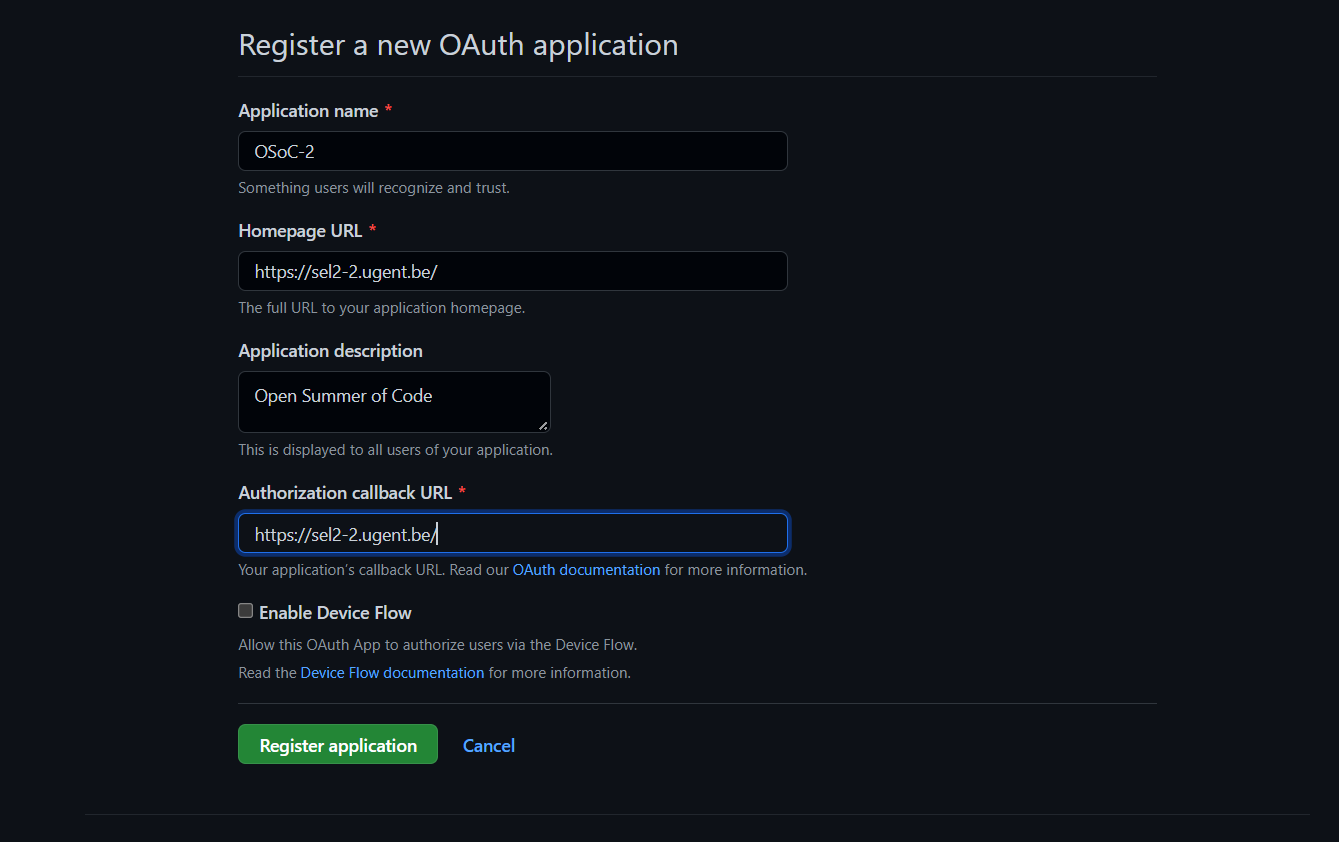 Register a new OAuth application
Application name *
OSoC-2
Something users will recognize and trust.
Homepage URL *
https://sel2-2.ugent.be/
The full URL to your application homepage.
Application description
Open Summer of Code
This is displayed to all users of your application.
Authorization callback URL *
https://sel2-2.ugent.be/
Your application’s callback URL. Read our OAuth documentation for more information.
Enable Device Flow
Allow this OAuth App to authorize users via the Device Flow.
Read the Device Flow documentation for more information.
Register application Cancel